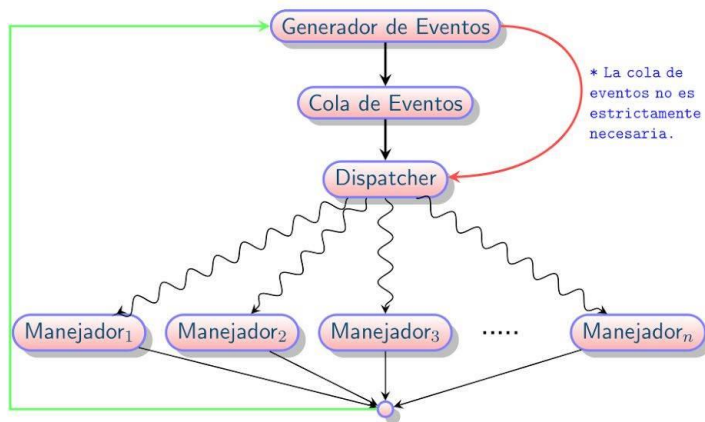 Generador de Eventos
* La cola de
eventos no es
estrictamente
necesaria.
Cola de Eventos
Dispatcher
Manejador₁ Manejador₂ Manejador₃ ..... Manejadorₙ